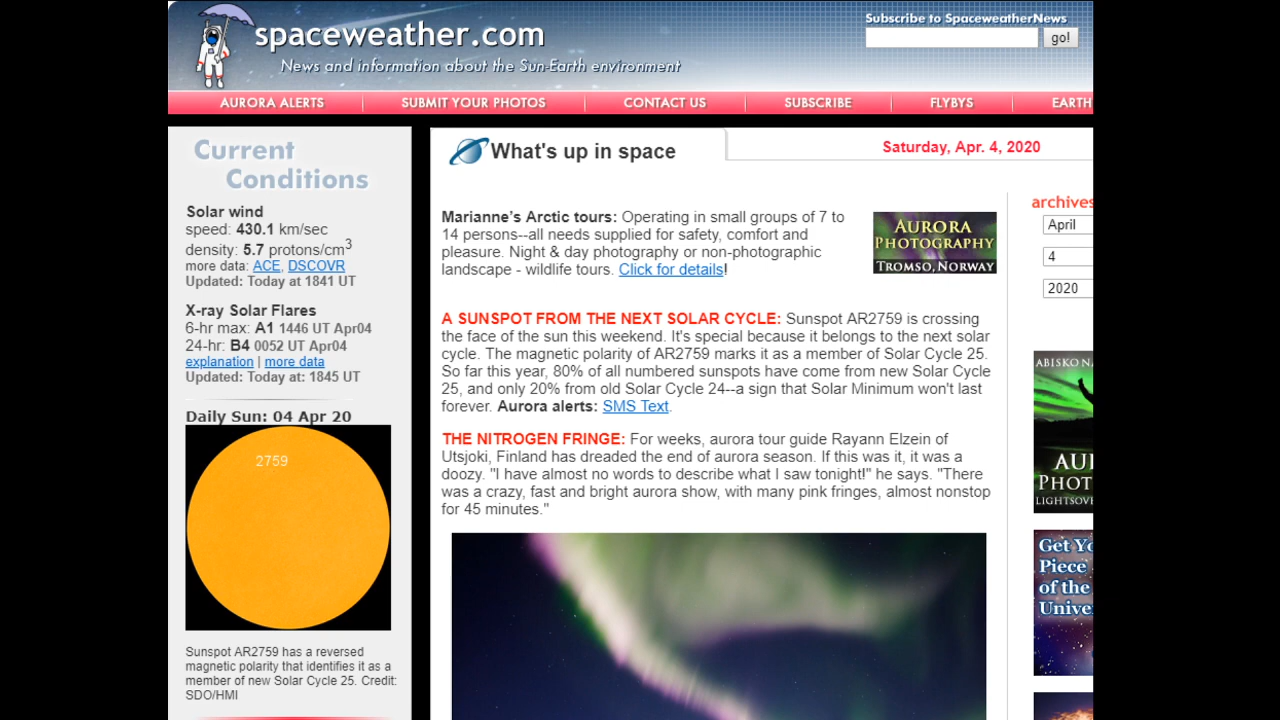 spaceweather.com
News and information about the Sun-Earth environment
Subscribe to SpaceweatherNews
go!
AURORA ALERTS
SUBMIT YOUR PHOTOS
CONTACT US
SUBSCRIBE
FLYBYS
EARTH
Current
Conditions
Solar wind
speed: 430.1 km/sec
density: 5.7 protons/cm3
more data: ACE, DSCOVR
Updated: Today at 1841 UT
X-ray Solar Flares
6-hr max: A1 1446 UT Apr04
24-hr: B4 0052 UT Apr04
explanation | more data
Updated: Today at: 1845 UT
Daily Sun: 04 Apr 20
2759
Sunspot AR2759 has a reversed
magnetic polarity that identifies it as a
member of new Solar Cycle 25. Credit:
SDO/HMI
What's up in space
Saturday, Apr. 4, 2020
Marianne's Arctic tours: Operating in small groups of 7 to
14 persons--all needs supplied for safety, comfort and
pleasure. Night & day photography or non-photographic
landscape - wildlife tours. Click for details!
AURORA
PHOTOGRAPHY
TROMSO, NORWAY
A SUNSPOT FROM THE NEXT SOLAR CYCLE: Sunspot AR2759 is crossing
the face of the sun this weekend. It's special because it belongs to the next solar
cycle. The magnetic polarity of AR2759 marks it as a member of Solar Cycle 25.
So far this year, 80% of all numbered sunspots have come from new Solar Cycle
25, and only 20% from old Solar Cycle 24--a sign that Solar Minimum won't last
forever. Aurora alerts: SMS Text.
THE NITROGEN FRINGE: For weeks, aurora tour guide Rayann Elzein of
Utsjoki, Finland has dreaded the end of aurora season. If this was it, it was a
doozy. "I have almost no words to describe what I saw tonight!" he says. "There
was a crazy, fast and bright aurora show, with many pink fringes, almost nonstop
for 45 minutes."
archives
April
4
2020
ABISKO NA
AU
PHOT
LIGHTSOV
Get Yo
Piece
of the
Unive